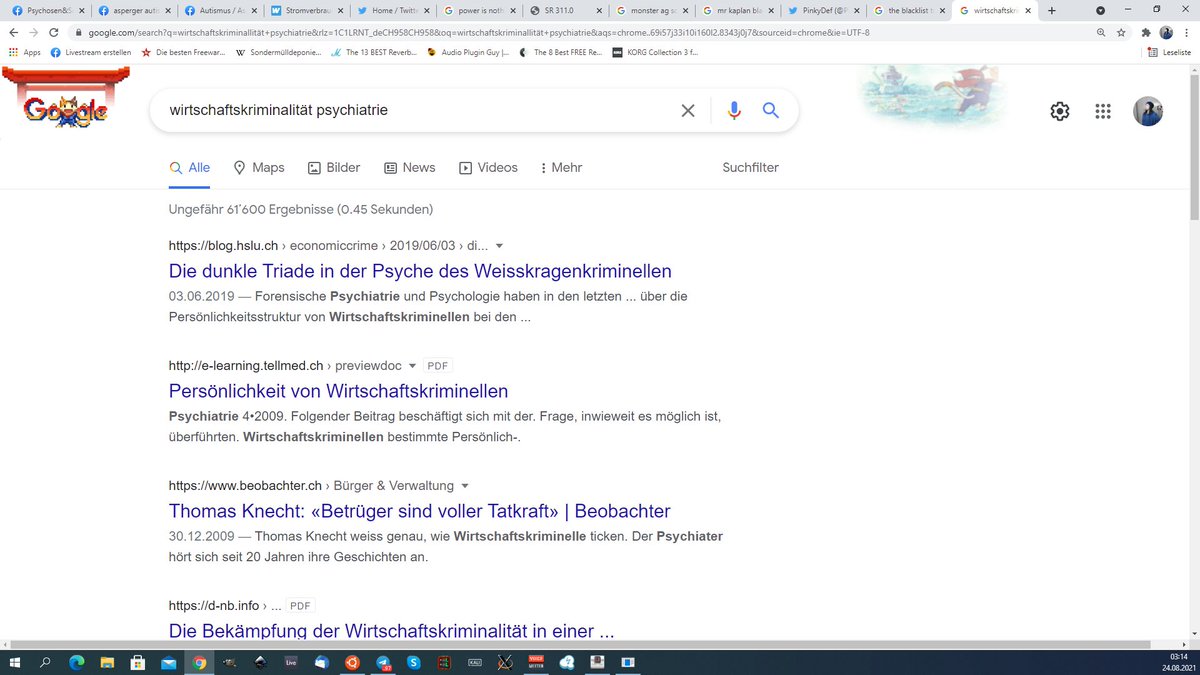 Psychosen&S
asperger autis
Autismus / As
Stromverbrau
Home / Twitte
power is noth
SR 311.0
monster ag sc
mr kaplan bla
PinkyDef (@P
the blacklist t
wirtschaftskri
google.com/search?q=wirtschaftskriminallität+psychiatrie&rlz=1C1LRNT_deCH958CH958&oq=wirtschaftskriminallität+psychiatrie&aqs=chrome..69i57j33i10i160l2.8343j0j7&sourceid=chrome&ie=UTF-8
Apps
Livestream erstellen
Die besten Freewar...
Sondermülldeponie...
The 13 BEST Reverb...
Audio Plugin Guy |...
The 8 Best FREE Re...
KORG Collection 3 f...
Leseliste
Google
wirtschaftskriminalität psychiatrie
Alle
Maps
Bilder
News
Videos
Mehr
Suchfilter
Ungefähr 61'600 Ergebnisse (0.45 Sekunden)
https://blog.hslu.ch › economiccrime › 2019/06/03 › di...
Die dunkle Triade in der Psyche des Weisskragenkriminellen
03.06.2019 — Forensische Psychiatrie und Psychologie haben in den letzten ... über die
Persönlichkeitsstruktur von Wirtschaftskriminellen bei den ...
http://e-learning.tellmed.ch › previewdoc PDF
Persönlichkeit von Wirtschaftskriminellen
Psychiatrie 4•2009. Folgender Beitrag beschäftigt sich mit der. Frage, inwieweit es möglich ist,
überführten. Wirtschaftskriminellen bestimmte Persönlich-.
https://www.beobachter.ch › Bürger & Verwaltung
Thomas Knecht: «Betrüger sind voller Tatkraft» | Beobachter
30.12.2009 — Thomas Knecht weiss genau, wie Wirtschaftskriminelle ticken. Der Psychiater
hört sich seit 20 Jahren ihre Geschichten an.
https://d-nb.info › ... PDF
Die Bekämpfung der Wirtschaftskriminalität in einer ...
Live
03:14
24.08.2021